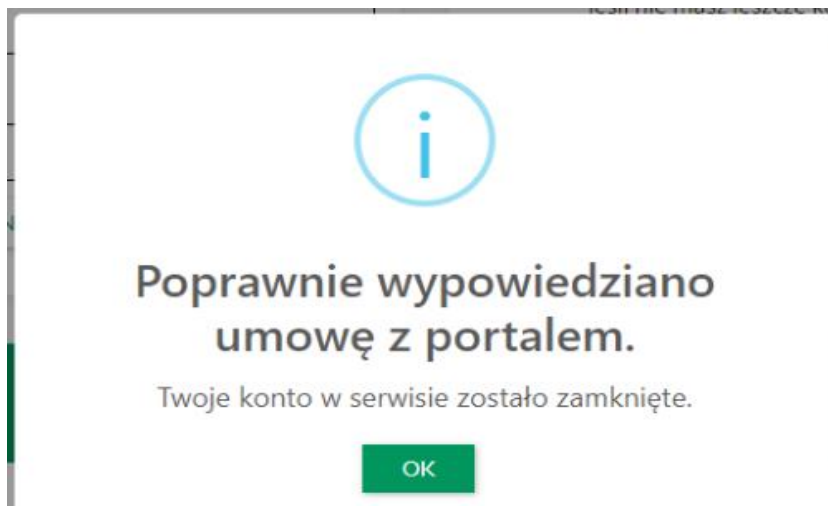 Poprawnie wypowiedziano
umowę z portalem.
Twoje konto w serwisie zostało zamknięte.
OK